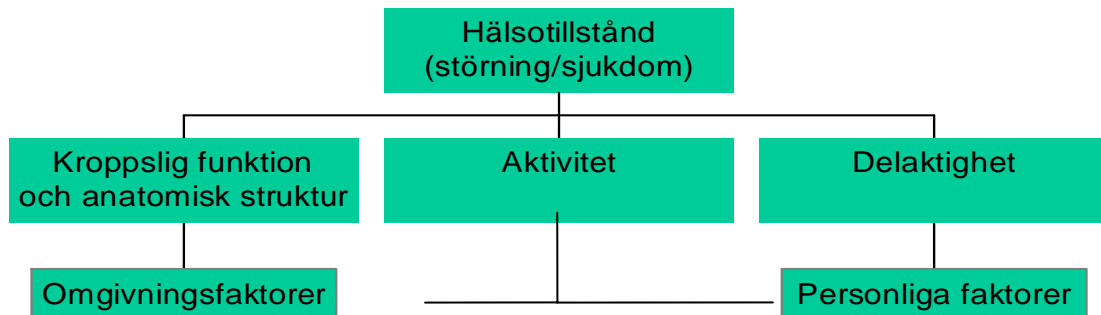 Hälsotillstånd
(störning/sjukdom)
Kroppslig funktion
och anatomisk struktur
Aktivitet
Delaktighet
Omgivningsfaktorer
Personliga faktorer